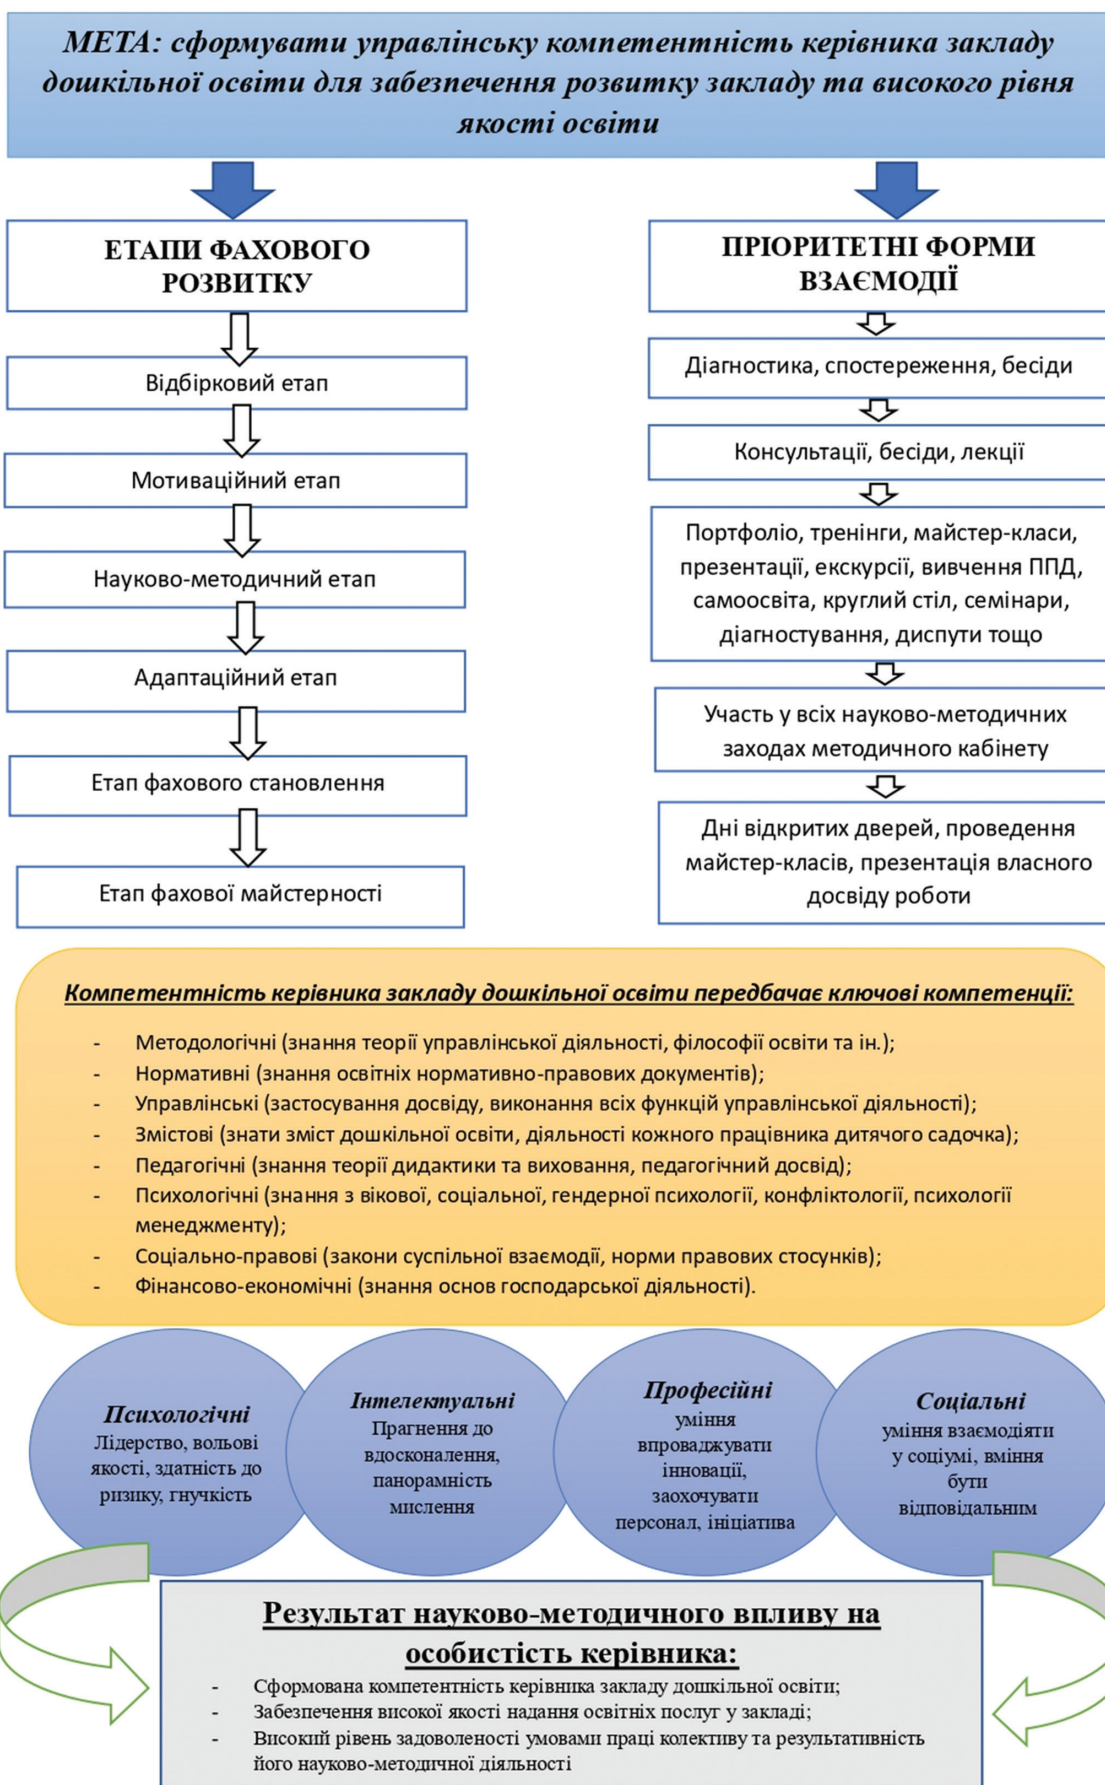 МЕТА: сформувати управлінську компетентність керівника закладу
дошкільної освіти для забезпечення розвитку закладу та високого рівня
якості освіти
ЕТАПИ ФАХОВОГО
РОЗВИТКУ
Відбірковий етап
Мотиваційний етап
Науково-методичний етап
Адаптаційний етап
Етап фахового становлення
Етап фахової майстерності
ПРІОРИТЕТНІ ФОРМИ
ВЗАЄМОДІЇ
Діагностика, спостереження, бесіди
Консультації, бесіди, лекції
Портфоліо, тренінги, майстер-класи,
презентації, екскурсії, вивчення ППД,
самоосвіта, круглий стіл, семінари,
діагностування, диспути тощо
Участь у всіх науково-методичних
заходах методичного кабінету
Дні відкритих дверей, проведення
майстер-класів, презентація власного
досвіду роботи
Компетентність керівника закладу дошкільної освіти передбачає ключові компетенції:
- Методологічні (знання теорії управлінської діяльності, філософії освіти та ін.);
- Нормативні (знання освітніх нормативно-правових документів);
- Управлінські (застосування досвіду, виконання всіх функцій управлінської діяльності);
- Змістові (знати зміст дошкільної освіти, діяльності кожного працівника дитячого садочка);
- Педагогічні (знання теорії дидактики та виховання, педагогічний досвід);
- Психологічні (знання з вікової, соціальної, гендерної психології, конфліктології, психології
менеджменту);
- Соціально-правові (закони суспільної взаємодії, норми правових стосунків);
- Фінансово-економічні (знання основ господарської діяльності).
Психологічні
Лідерство, вольові
якості, здатність до
ризику, гнучкість
Інтелектуальні
Прагнення до
вдосконалення,
панорамність
мислення
Професійні
уміння
впроваджувати
інновації,
заохочувати
персонал, ініціатива
Соціальні
уміння взаємодіяти
у соціумі, вміння
бути
відповідальним
Результат науково-методичного впливу на
особистість керівника:
- Сформована компетентність керівника закладу дошкільної освіти;
- Забезпечення високої якості надання освітніх послуг у закладі;
- Високий рівень задоволеності умовами праці колективу та результативність
його науково-методичної діяльності